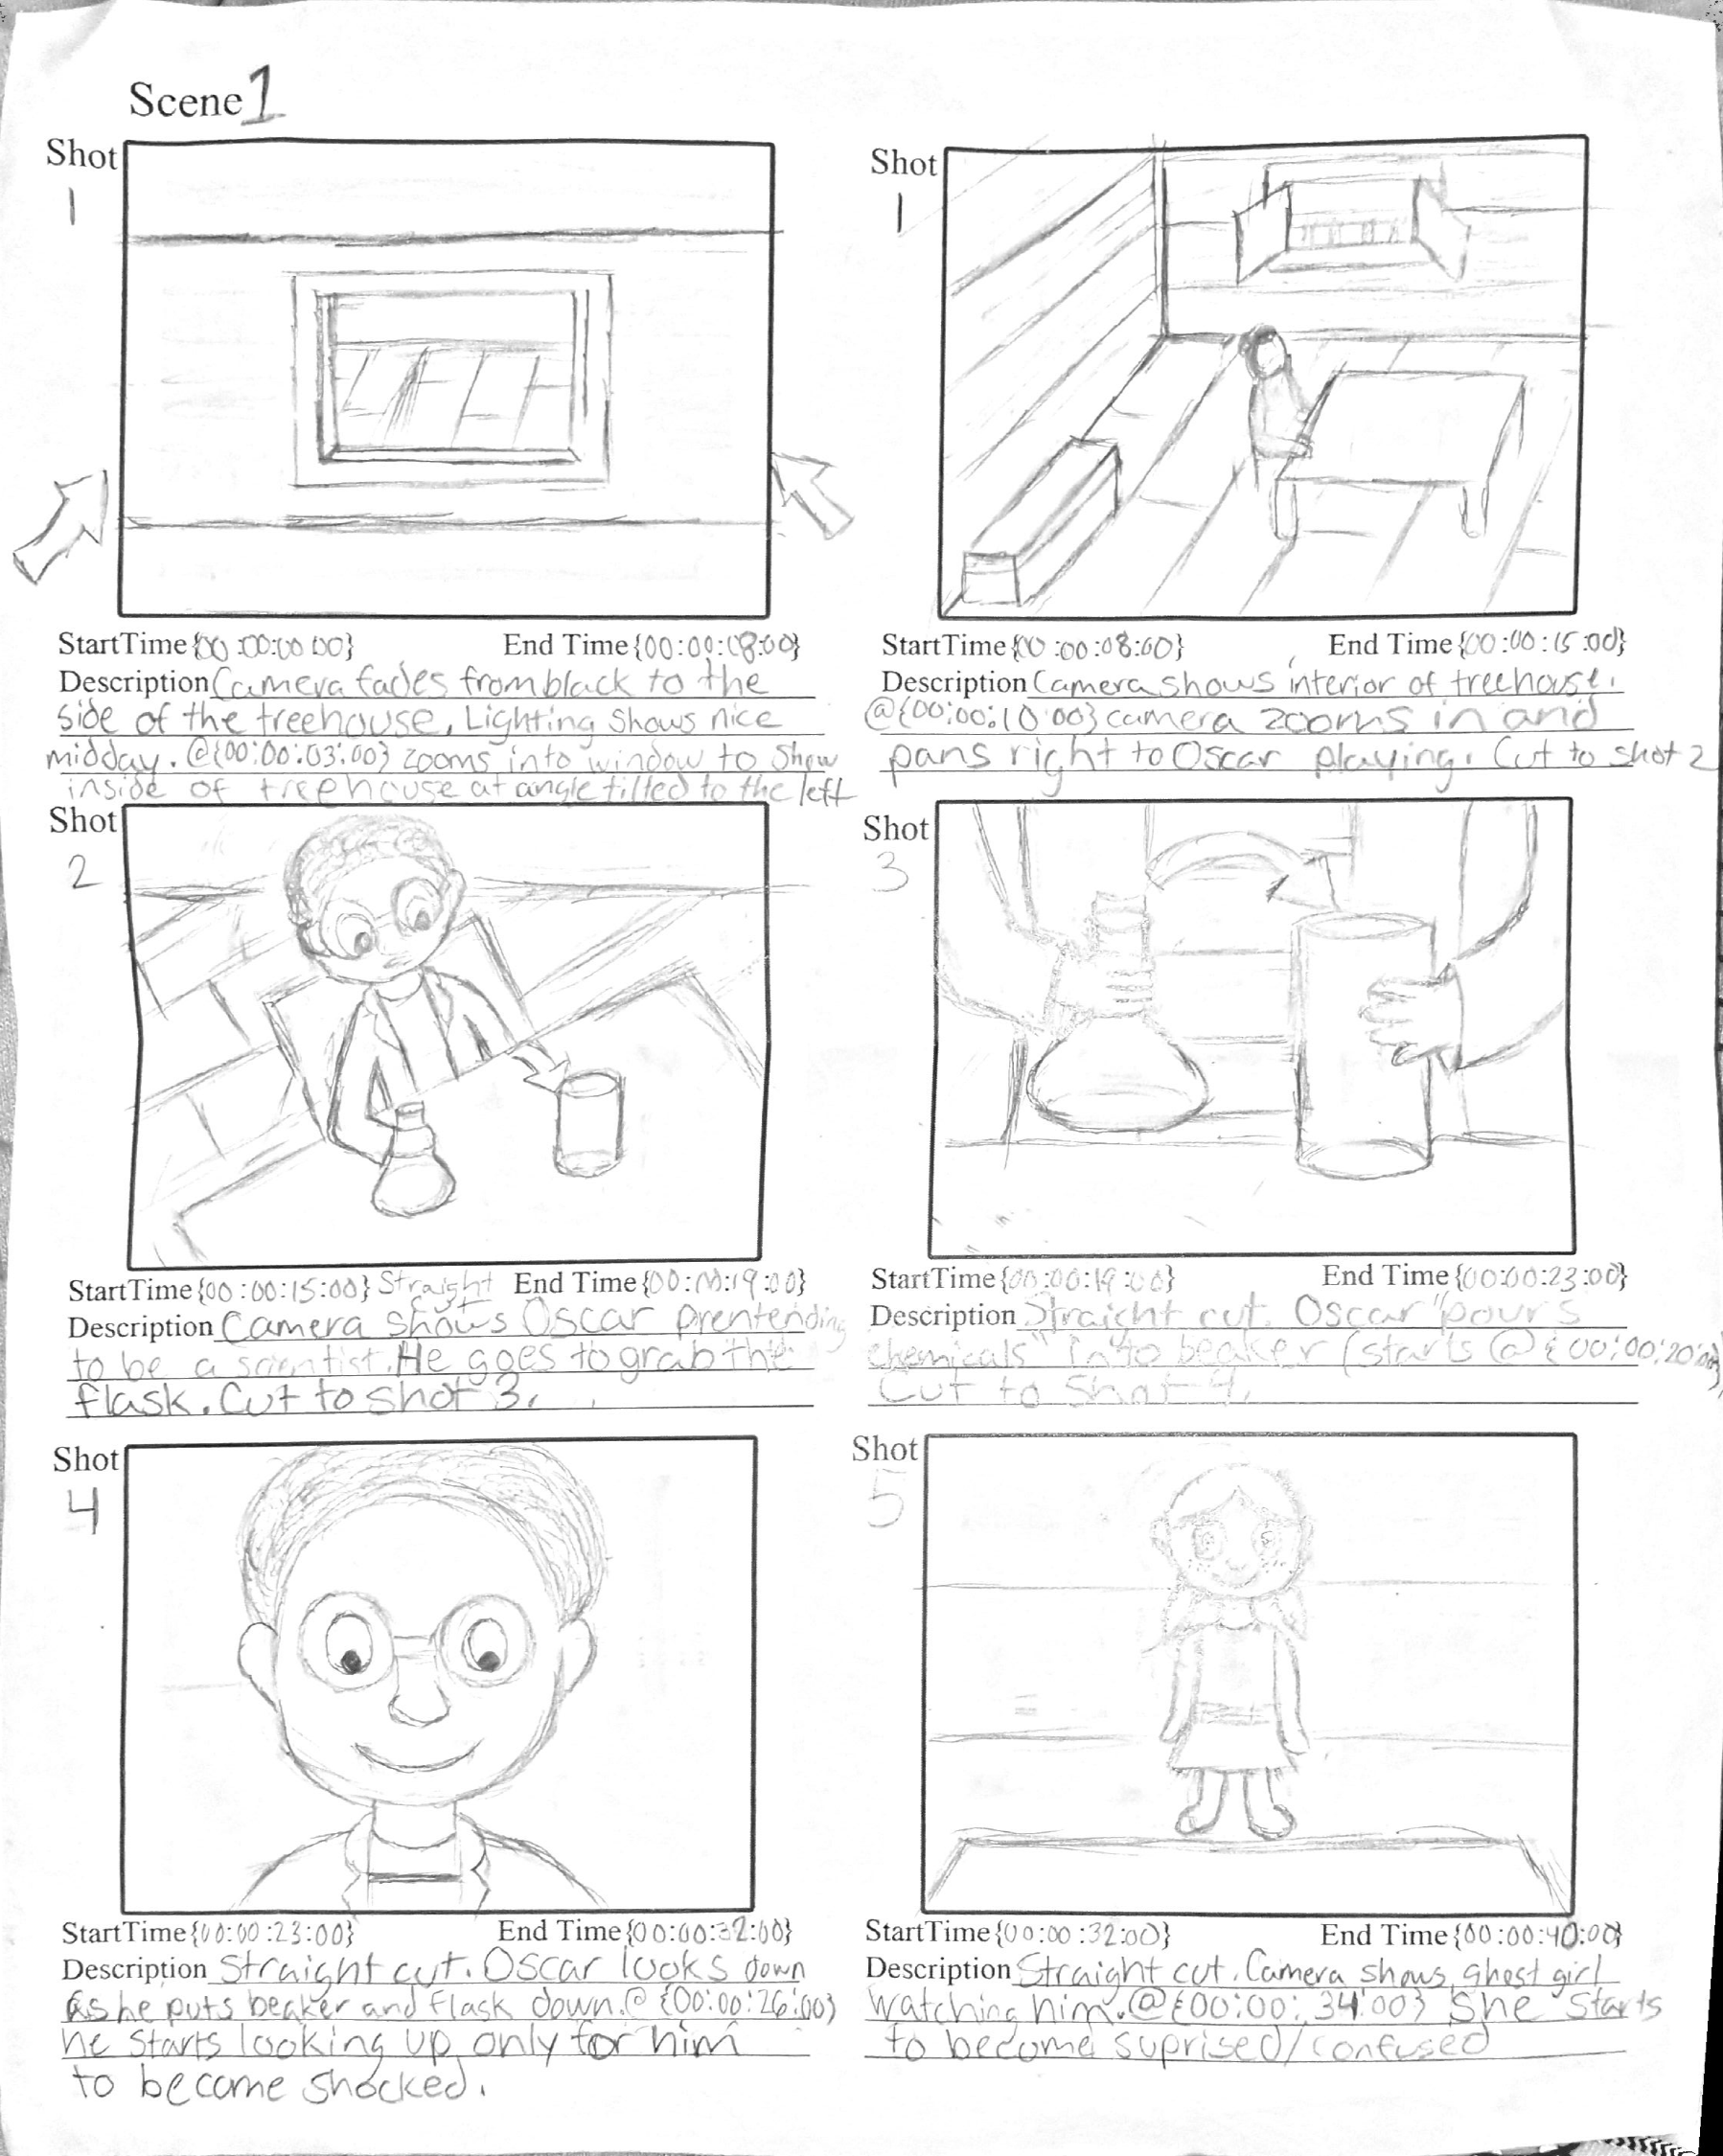 Scene 1
Shot
1
StartTime{00:00:00:00} End Time{00:00:08:00}
Description Camera fades from black to the
side of the treehouse. Lighting shows nice
midday. @{00:00:03:00} zooms into window to show
inside of treehouse at angle tilted to the left
Shot
1
StartTime{00:00:08:00} End Time{00:00:15:00}
Description Camera shows interior of treehouse.
@{00:00:10:00} camera zooms in and
pans right to Oscar playing. Cut to shot 2
Shot
2
StartTime{00:00:15:00} Straight End Time{00:00:19:00}
cut
Description Camera shows Oscar prentending
to be a scientist. He goes to grab the
flask. Cut to shot 3.
Shot
3
StartTime{00:00:19:00} End Time{00:00:23:00}
Description Straight cut. Oscar "pours
chemicals" into beaker (starts @{00:00:20:00}
Cut to shot 4.
Shot
4
StartTime{00:00:23:00} End Time{00:00:32:00}
Description Straight cut. Oscar looks down
as he puts beaker and flask down. @ {00:00:26:00}
he starts looking up only for him
to become shocked.
Shot
5
StartTime{00:00:32:00} End Time{00:00:40:00}
Description Straight cut. Camera shows ghost girl
watching him. @{00:00:34:00} She starts
to become suprised/confused